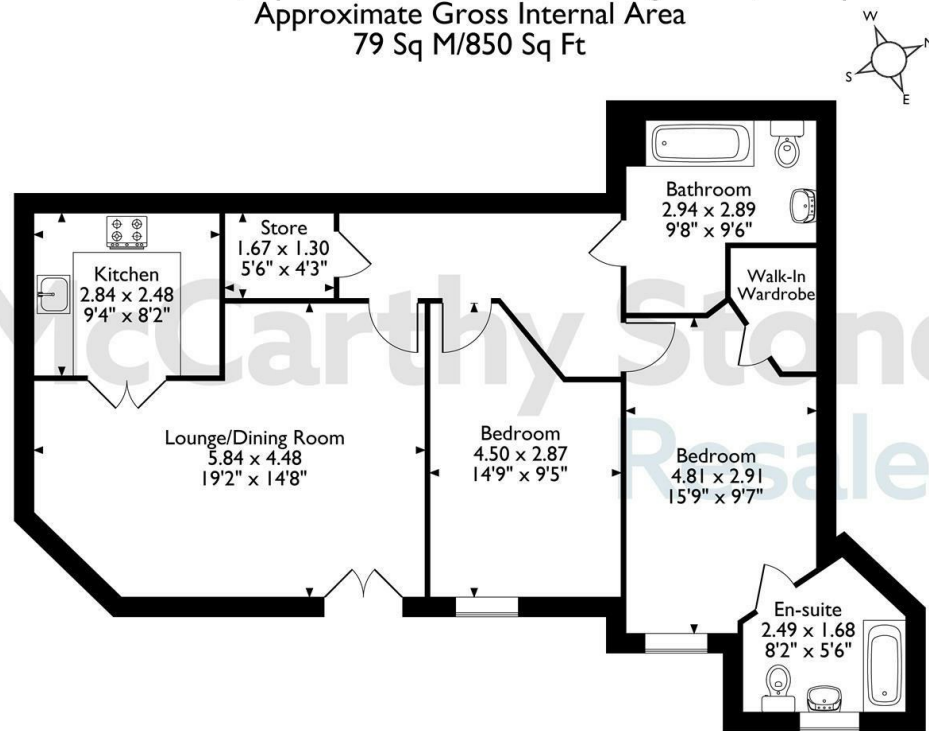 Approximate Gross Internal Area
79 Sq M/850 Sq Ft
W
N
S
E
Bathroom
2.94 x 2.89
9'8" x 9'6"
Store
1.67 x 1.30
5'6" x 4'3"
Kitchen
2.84 x 2.48
9'4" x 8'2"
Walk-In
Wardrobe
McCarthy Stone
Resale
Lounge/Dining Room
5.84 x 4.48
19'2" x 14'8"
Bedroom
4.50 x 2.87
14'9" x 9'5"
Bedroom
4.81 x 2.91
15'9" x 9'7"
En-suite
2.49 x 1.68
8'2" x 5'6"